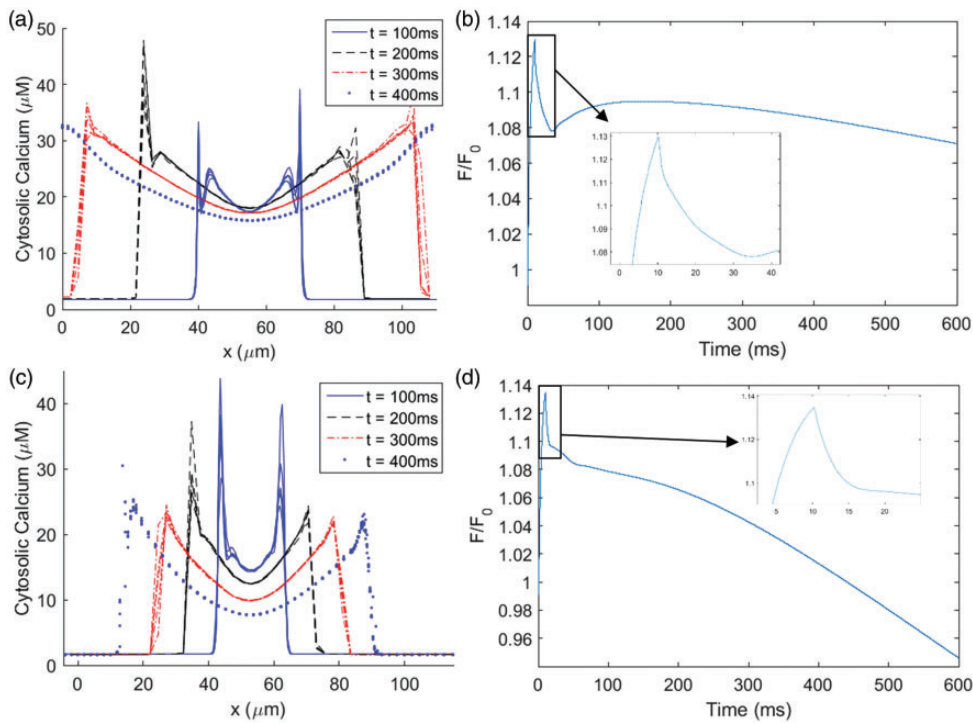 (a)
t = 100ms
t = 200ms
t = 300ms
t = 400ms
Cytosolic Calcium (μM)
50
40
30
20
10
0
0 20 40 60 80 100
x (μm)
(b)
F/F0
1.14
1.12
1.1
1.08
1.06
1.04
1.02
1
0 100 200 300 400 500 600
Time (ms)
1.13
1.12
1.11
1.1
1.09
1.08
0 10 20 30 40
(c)
t = 100ms
t = 200ms
t = 300ms
t = 400ms
Cytosolic Calcium (μM)
40
30
20
10
0
0 20 40 60 80 100
x (μm)
(d)
F/F0
1.14
1.12
1.1
1.08
1.06
1.04
1.02
1
0.98
0.96
0 100 200 300 400 500 600
Time (ms)
1.14
1.12
1.1
5 10 15 20